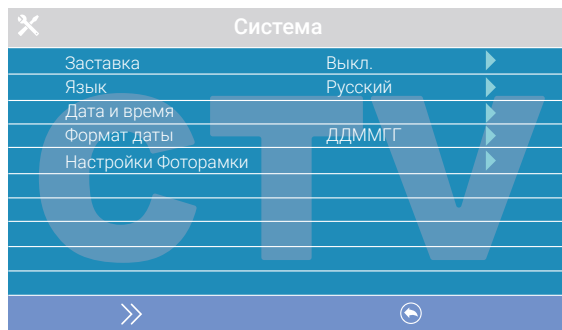 Система
Заставка Выкл.
Язык Русский
Дата и время
Формат даты ДДММГГ
Настройки Фоторамки
CTV